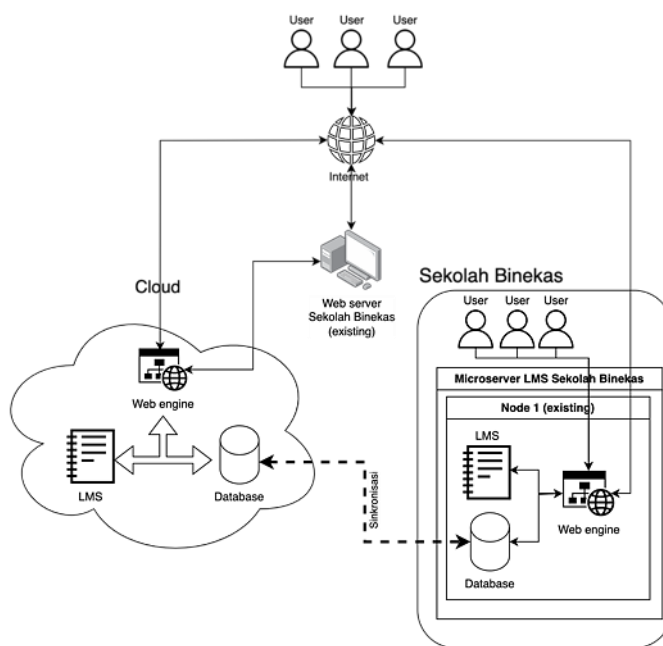 User
User
User
Internet
Web server
Sekolah Binekas
(existing)
Cloud
Web engine
LMS
Database
Sinkronisasi
Sekolah Binekas
User
User
User
Microserver LMS Sekolah Binekas
Node 1 (existing)
LMS
Web engine
Database